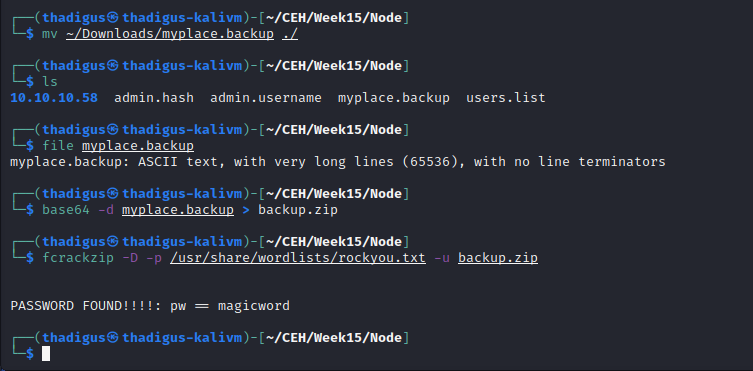 ┌──(thadigus㉿thadigus-kalivm)-[~/CEH/Week15/Node]
└─$ mv ~/Downloads/myplace.backup ./
┌──(thadigus㉿thadigus-kalivm)-[~/CEH/Week15/Node]
└─$ ls
10.10.10.58  admin.hash  admin.username  myplace.backup  users.list
┌──(thadigus㉿thadigus-kalivm)-[~/CEH/Week15/Node]
└─$ file myplace.backup
myplace.backup: ASCII text, with very long lines (65536), with no line terminators
┌──(thadigus㉿thadigus-kalivm)-[~/CEH/Week15/Node]
└─$ base64 -d myplace.backup > backup.zip
┌──(thadigus㉿thadigus-kalivm)-[~/CEH/Week15/Node]
└─$ fcrackzip -D -p /usr/share/wordlists/rockyou.txt -u backup.zip
PASSWORD FOUND!!!!: pw == magicword
┌──(thadigus㉿thadigus-kalivm)-[~/CEH/Week15/Node]
└─$